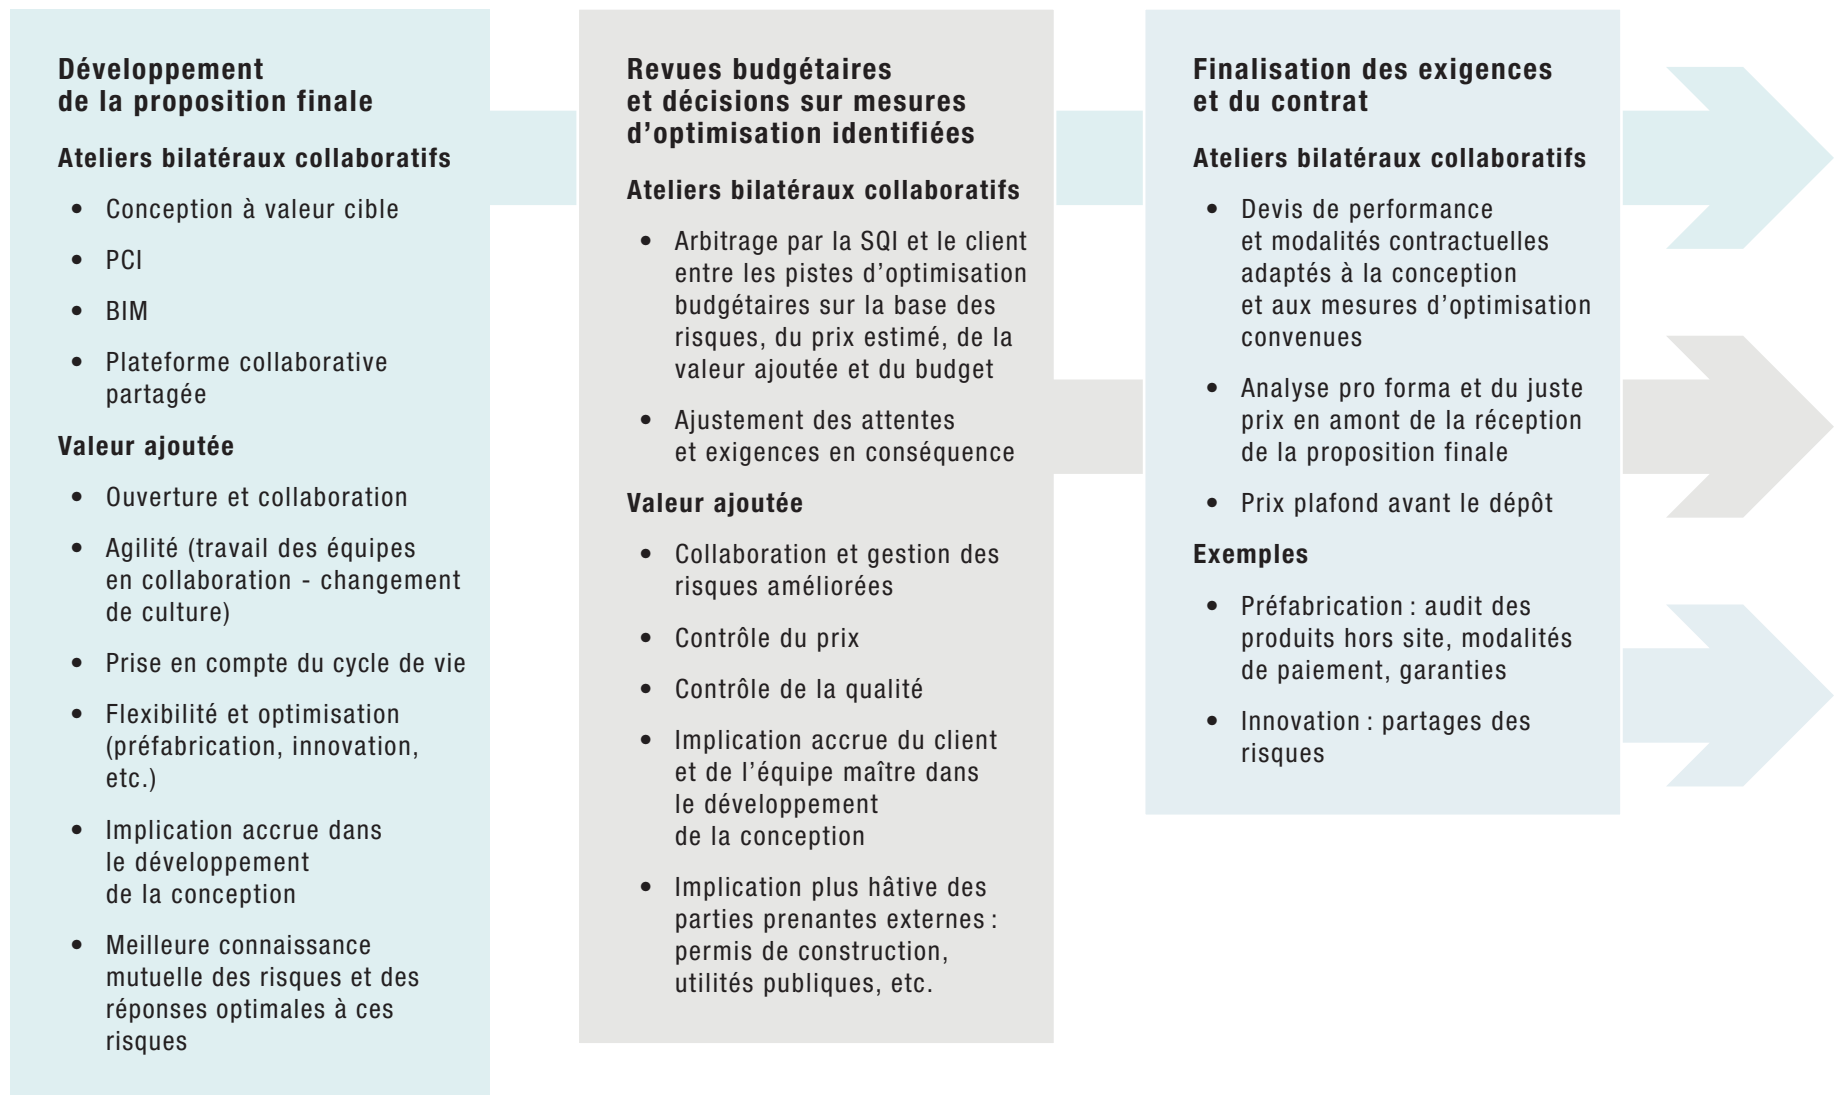 Développement
de la proposition finale
Ateliers bilatéraux collaboratifs
• Conception à valeur cible
• PCI
• BIM
• Plateforme collaborative
partagée
Valeur ajoutée
• Ouverture et collaboration
• Agilité (travail des équipes
en collaboration - changement
de culture)
• Prise en compte du cycle de vie
• Flexibilité et optimisation
(préfabrication, innovation,
etc.)
• Implication accrue dans
le développement
de la conception
• Meilleure connaissance
mutuelle des risques et des
réponses optimales à ces
risques
Revues budgétaires
et décisions sur mesures
d’optimisation identifiées
Ateliers bilatéraux collaboratifs
• Arbitrage par la SQI et le client
entre les pistes d’optimisation
budgétaires sur la base des
risques, du prix estimé, de la
valeur ajoutée et du budget
• Ajustement des attentes
et exigences en conséquence
Valeur ajoutée
• Collaboration et gestion des
risques améliorées
• Contrôle du prix
• Contrôle de la qualité
• Implication accrue du client
et de l’équipe maître dans
le développement
de la conception
• Implication plus hâtive des
parties prenantes externes :
permis de construction,
utilités publiques, etc.
Finalisation des exigences
et du contrat
Ateliers bilatéraux collaboratifs
• Devis de performance
et modalités contractuelles
adaptés à la conception
et aux mesures d’optimisation
convenues
• Analyse pro forma et du juste
prix en amont de la réception
de la proposition finale
• Prix plafond avant le dépôt
Exemples
• Préfabrication : audit des
produits hors site, modalités
de paiement, garanties
• Innovation : partages des
risques